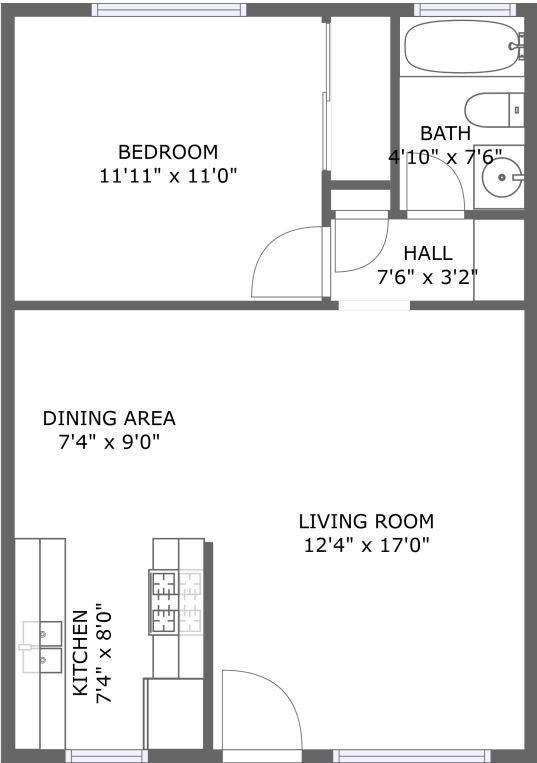 BEDROOM
11'11" x 11'0"
BATH
4'10" x 7'6"
HALL
7'6" x 3'2"
DINING AREA
7'4" x 9'0"
LIVING ROOM
12'4" x 17'0"
KITCHEN
7'4" x 8'0"